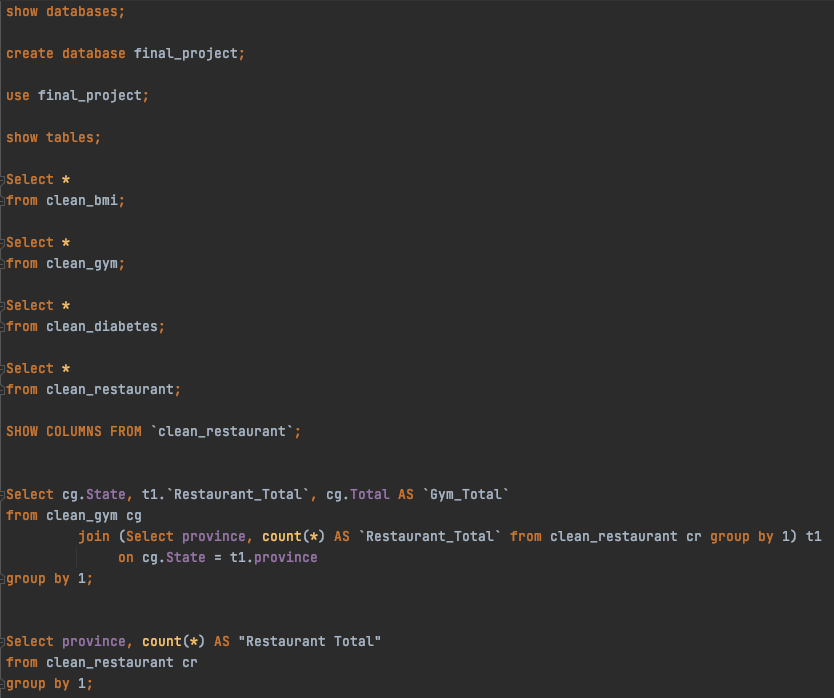 show databases;
create database final_project;
use final_project;
show tables;
Select *
from clean_bmi;
Select *
from clean_gym;
Select *
from clean_diabetes;
Select *
from clean_restaurant;
SHOW COLUMNS FROM `clean_restaurant`;
Select cg.State, t1.`Restaurant_Total`, cg.Total AS `Gym_Total`
from clean_gym cg
join (Select province, count(*) AS `Restaurant_Total` from clean_restaurant cr group by 1) t1
on cg.State = t1.province
group by 1;
Select province, count(*) AS "Restaurant Total"
from clean_restaurant cr
group by 1;